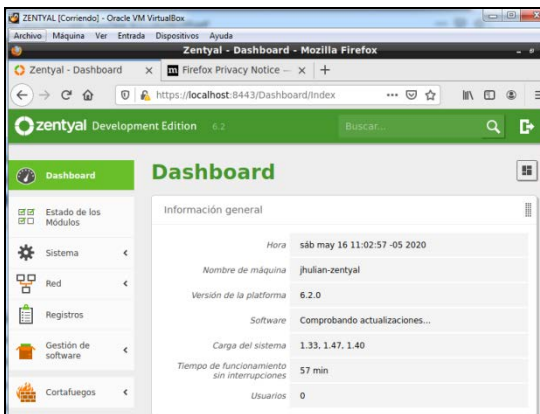 ZENTYAL [Corriendo] - Oracle VM VirtualBox
Archivo Máquina Ver Entrada Dispositivos Ayuda
Zentyal - Dashboard - Mozilla Firefox
Zentyal - Dashboard
Firefox Privacy Notice —
https://localhost:8443/Dashboard/Index
zentyal Development Edition 6.2
Buscar...
Dashboard
Dashboard
Información general
Estado de los
Módulos
Sistema
Red
Registros
Gestión de
software
Cortafuegos
Hora sáb may 16 11:02:57 -05 2020
Nombre de máquina jhulian-zentyal
Versión de la plataforma 6.2.0
Software Comprobando actualizaciones...
Carga del sistema 1.33, 1.47, 1.40
Tiempo de funcionamiento
sin interrupciones 57 min
Usuarios 0